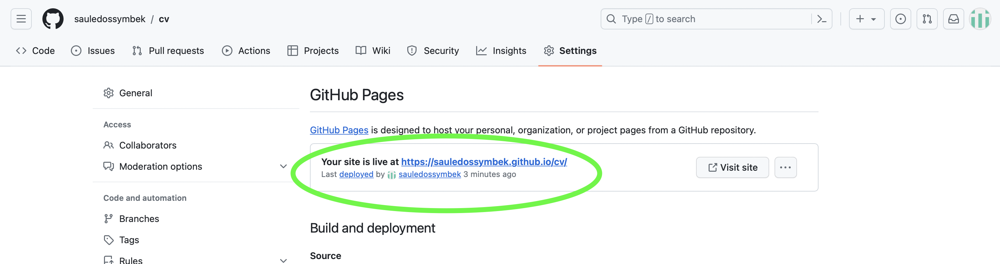 sauledossymbek / cv
Type / to search
Code Issues Pull requests Actions Projects Wiki Security Insights Settings
General
Access
Collaborators
Moderation options
Code and automation
Branches
Tags
Rules
GitHub Pages
GitHub Pages is designed to host your personal, organization, or project pages from a GitHub repository.
Your site is live at https://sauledossymbek.github.io/cv/
Last deployed by sauledossymbek 3 minutes ago
Visit site
Build and deployment
Source